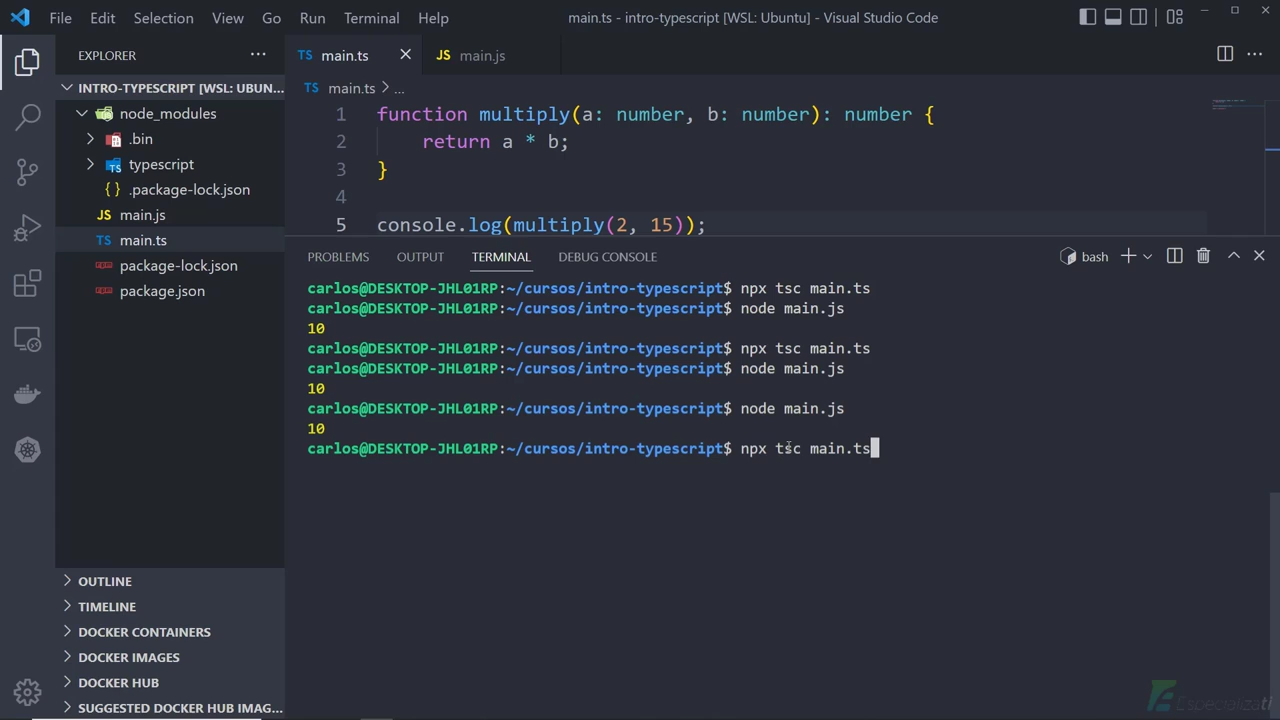 File Edit Selection View Go Run Terminal Help
main.ts - intro-typescript [WSL: Ubuntu] - Visual Studio Code
EXPLORER
INTRO-TYPESCRIPT [WSL: UBUN...
node_modules
.bin
TS typescript
{ } .package-lock.json
JS main.js
TS main.ts
package-lock.json
package.json
OUTLINE
TIMELINE
DOCKER CONTAINERS
DOCKER IMAGES
DOCKER HUB
SUGGESTED DOCKER HUB IMAG...
TS main.ts
JS main.js
TS main.ts > ...
1 function multiply(a: number, b: number): number {
2 return a * b;
3 }
4
5 console.log(multiply(2, 15));
PROBLEMS OUTPUT TERMINAL DEBUG CONSOLE
bash
carlos@DESKTOP-JHL01RP:~/cursos/intro-typescript$ npx tsc main.ts
carlos@DESKTOP-JHL01RP:~/cursos/intro-typescript$ node main.js
10
carlos@DESKTOP-JHL01RP:~/cursos/intro-typescript$ npx tsc main.ts
carlos@DESKTOP-JHL01RP:~/cursos/intro-typescript$ node main.js
10
carlos@DESKTOP-JHL01RP:~/cursos/intro-typescript$ node main.js
10
carlos@DESKTOP-JHL01RP:~/cursos/intro-typescript$ npx tsc main.ts
Especializati